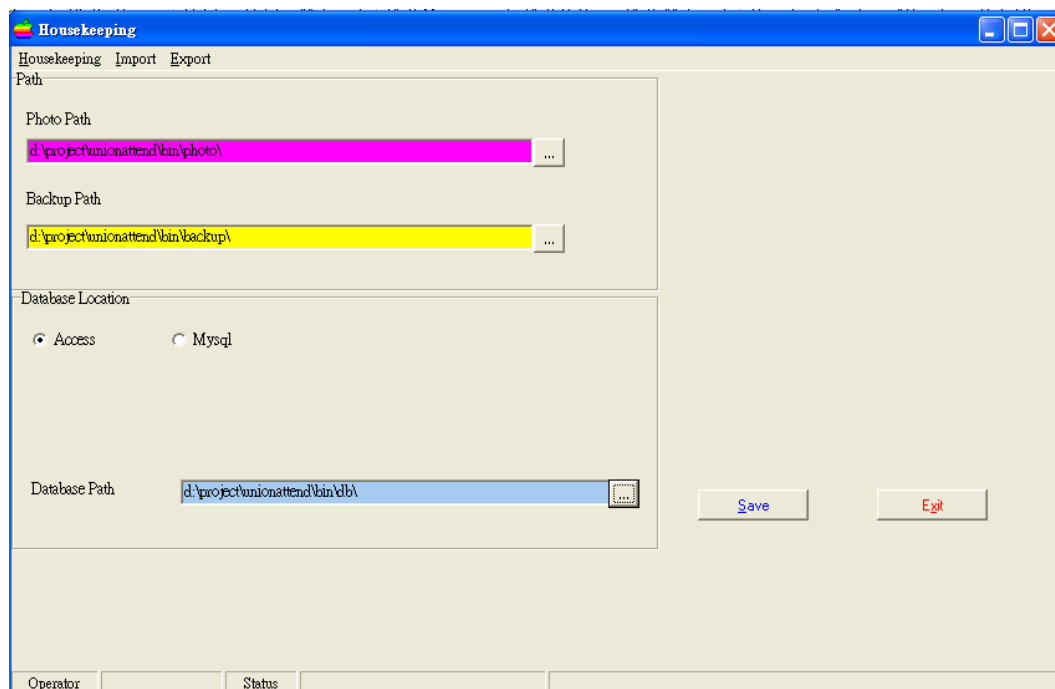 Housekeeping
Housekeeping Import Export
Path
Photo Path
d:\project\unionattend\bin\photo\
...
Backup Path
d:\project\unionattend\bin\backup\
...
Database Location
Access Mysql
Database Path d:\project\unionattend\bin\db\ ...
Save Exit
Operator Status